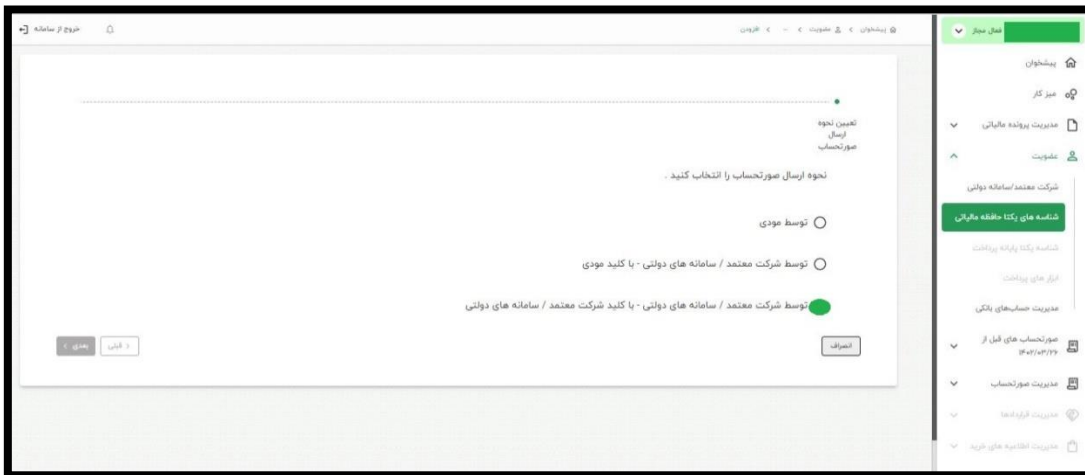 فعال مجاز
پیشخوان
میز کار
مدیریت پرونده مالیاتی
عضویت
شرکت معتمد/سامانه دولتی
شناسه های یکتا حافظه مالیاتی
شناسه یکتا پایانه پرداخت
ابزار های پرداخت
مدیریت حساب‌های بانکی
صورتحساب های قبل از
۱۴۰۲/۰۳/۲۶
مدیریت صورتحساب
مدیریت قراردادها
مدیریت اطلاعیه های خرید
پیشخوان > عضویت > ... > افزودن
خروج از سامانه
تعیین نحوه
ارسال
صورتحساب
نحوه ارسال صورتحساب را انتخاب کنید .
توسط مودی
توسط شرکت معتمد / سامانه های دولتی - با کلید مودی
توسط شرکت معتمد / سامانه های دولتی - با کلید شرکت معتمد / سامانه های دولتی
انصراف
< قبلی
بعدی >